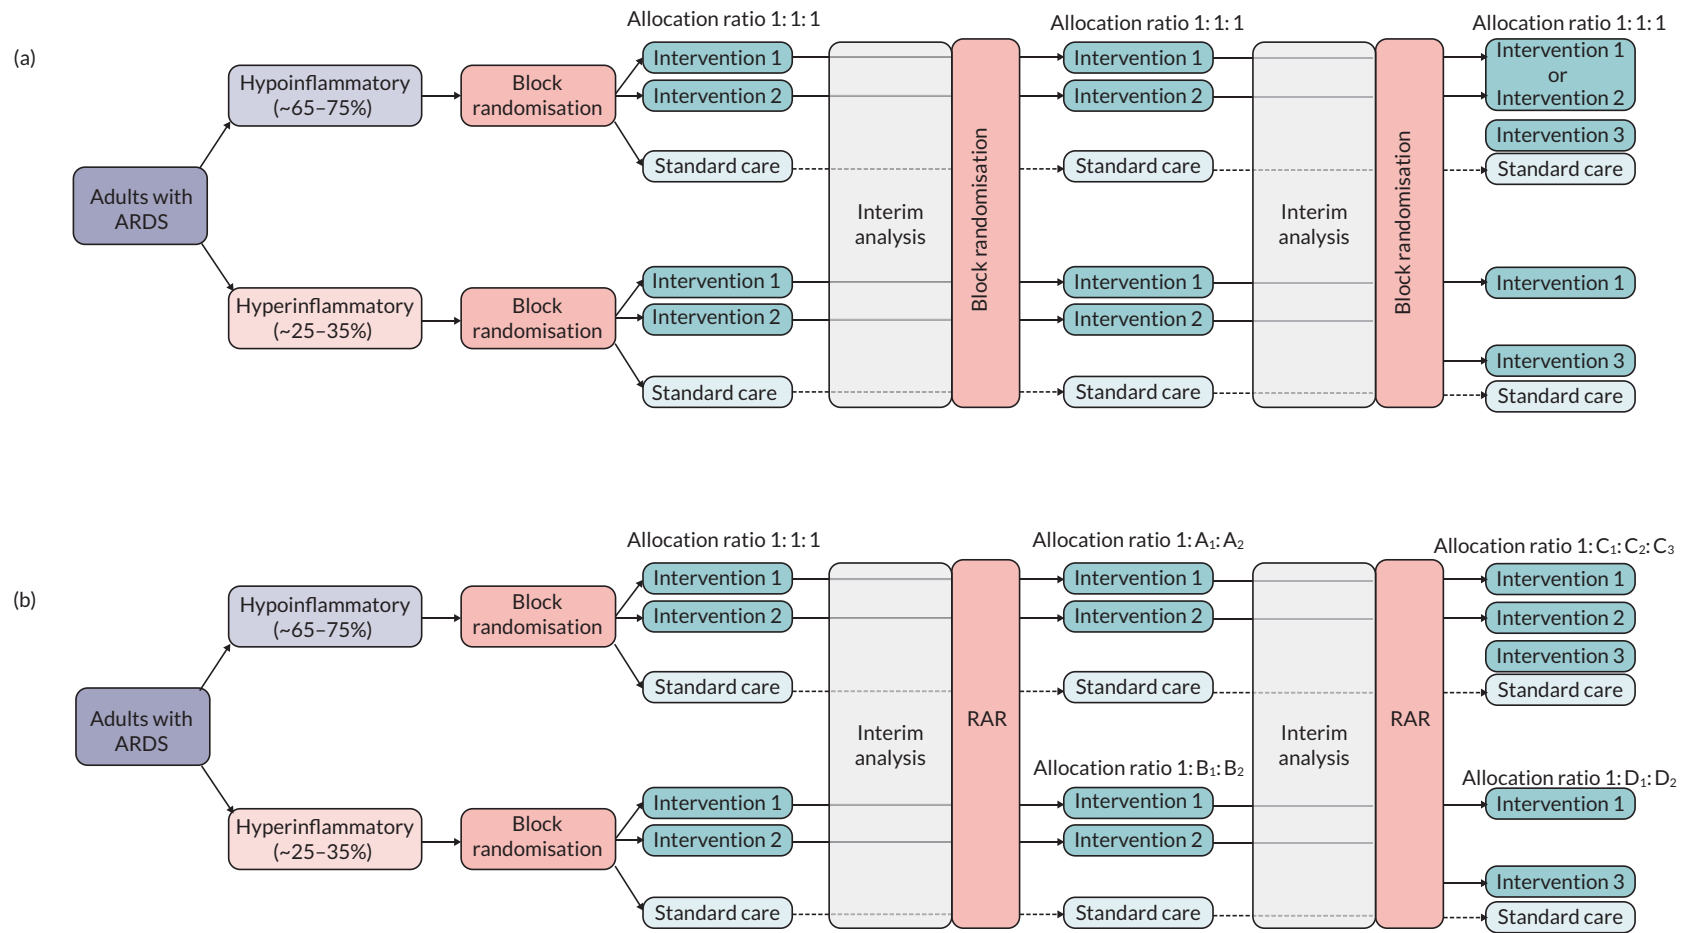 (a)
Adults with
ARDS
Hypoinflammatory
(~65–75%)
Hyperinflammatory
(~25–35%)
Block
randomisation
Block
randomisation
Allocation ratio 1:1:1
Intervention 1
Intervention 2
Standard care
Intervention 1
Intervention 2
Standard care
Interim
analysis
Block randomisation
Allocation ratio 1:1:1
Intervention 1
Intervention 2
Standard care
Intervention 1
Intervention 2
Standard care
Interim
analysis
Block randomisation
Allocation ratio 1:1:1
Intervention 1
or
Intervention 2
Intervention 3
Standard care
Intervention 1
Intervention 3
Standard care
(b)
Adults with
ARDS
Hypoinflammatory
(~65–75%)
Hyperinflammatory
(~25–35%)
Block
randomisation
Block
randomisation
Allocation ratio 1:1:1
Intervention 1
Intervention 2
Standard care
Intervention 1
Intervention 2
Standard care
Interim
analysis
RAR
Allocation ratio 1:A₁:A₂
Intervention 1
Intervention 2
Standard care
Allocation ratio 1:B₁:B₂
Intervention 1
Intervention 2
Standard care
Interim
analysis
RAR
Allocation ratio 1:C₁:C₂:C₃
Intervention 1
Intervention 2
Intervention 3
Standard care
Allocation ratio 1:D₁:D₂
Intervention 1
Intervention 3
Standard care